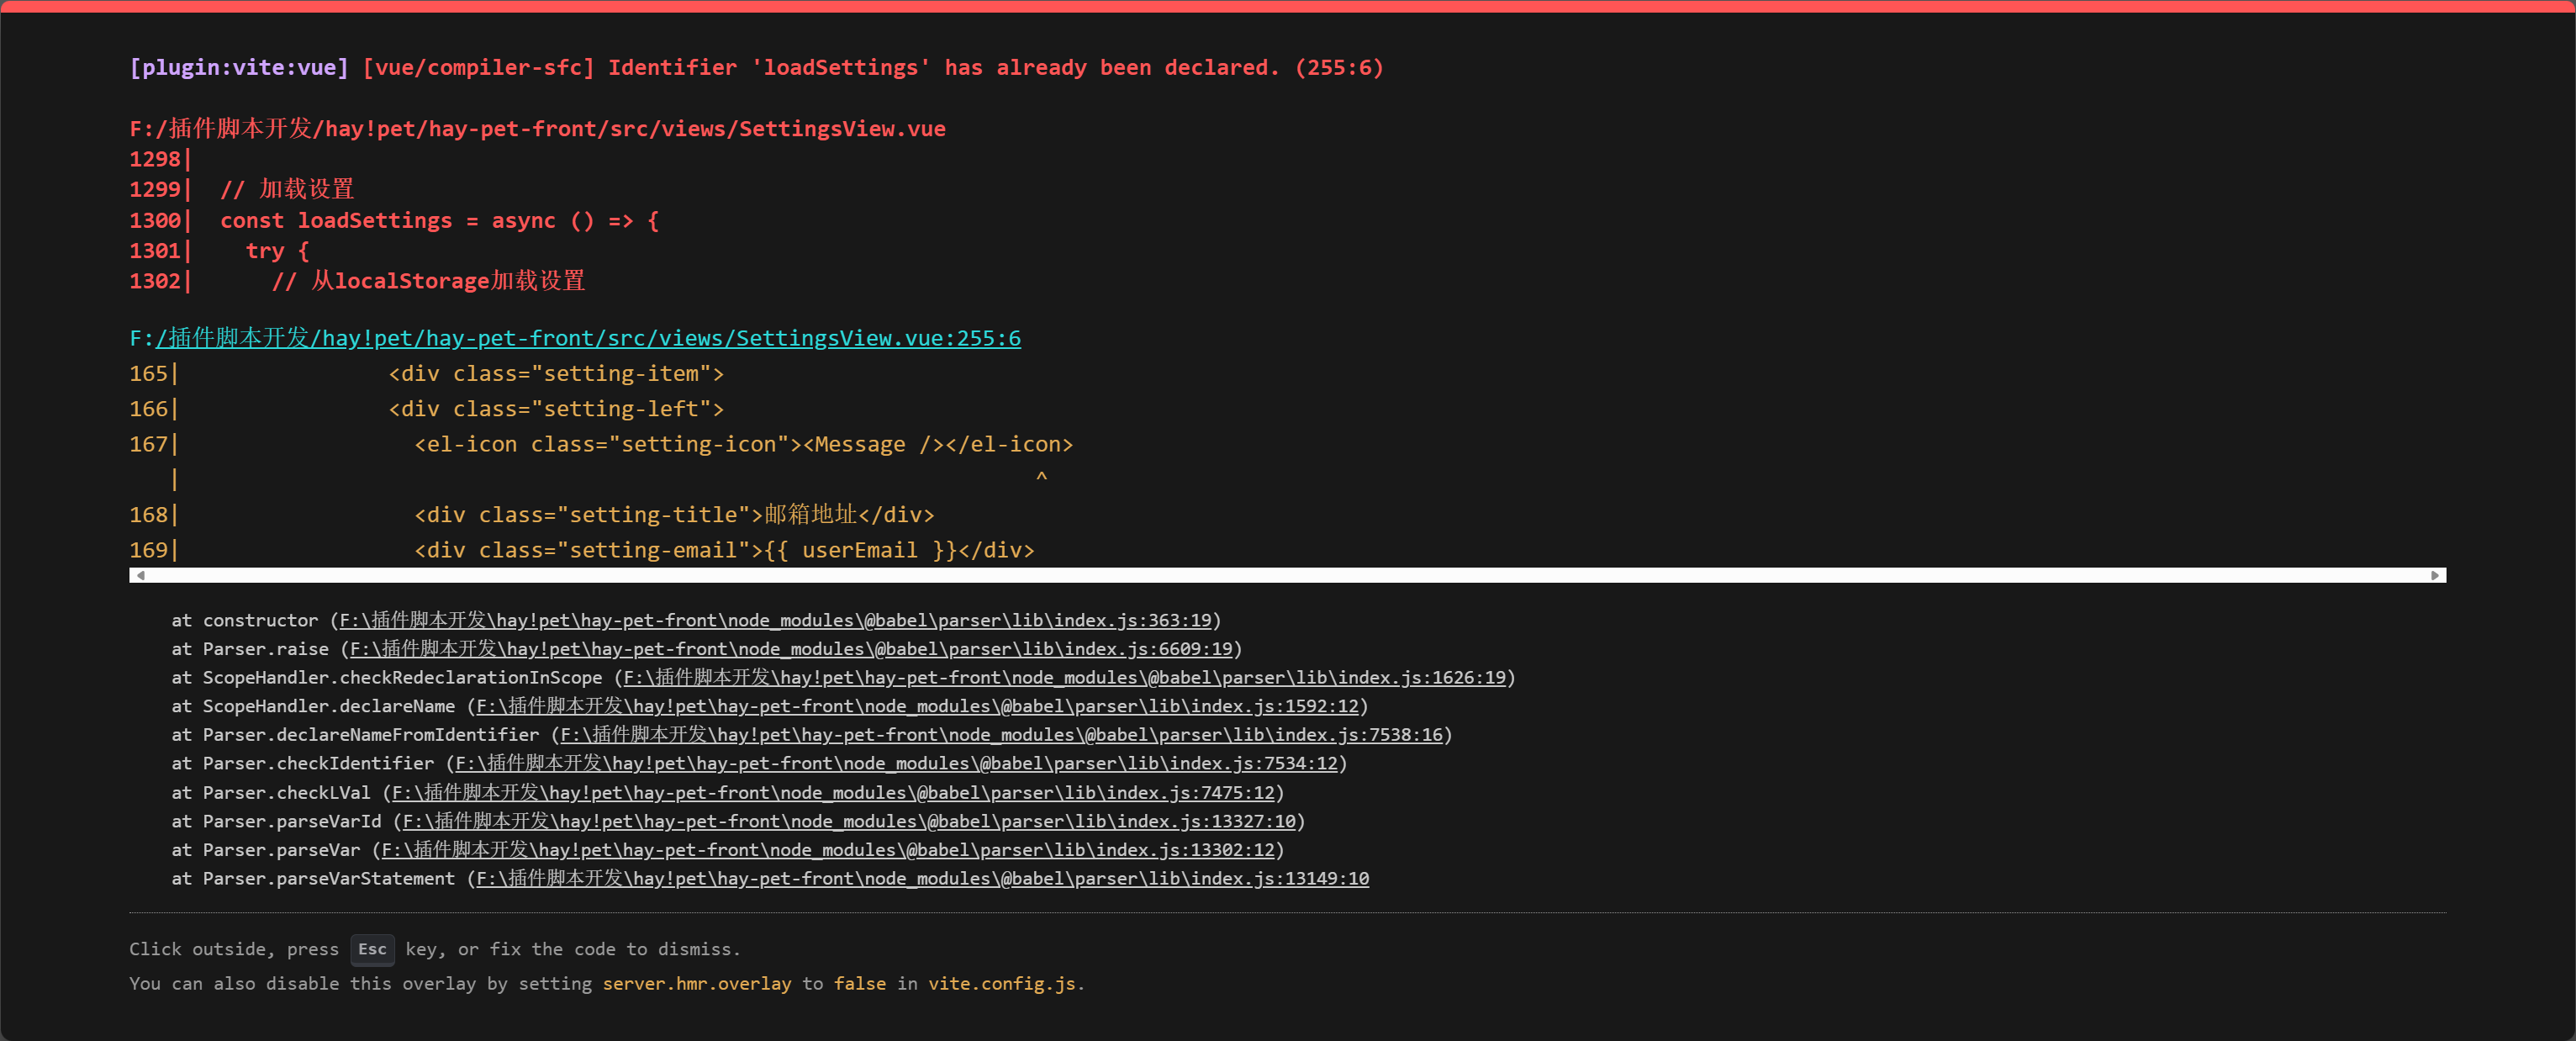 [plugin:vite:vue] [vue/compiler-sfc] Identifier 'loadSettings' has already been declared. (255:6)
F:/插件脚本开发/hay!pet/hay-pet-front/src/views/SettingsView.vue
1298|
1299|  // 加载设置
1300|  const loadSettings = async () => {
1301|    try {
1302|      // 从localStorage加载设置
F:/插件脚本开发/hay!pet/hay-pet-front/src/views/SettingsView.vue:255:6
165|                <div class="setting-item">
166|                <div class="setting-left">
167|                  <el-icon class="setting-icon"><Message /></el-icon>
   |                                                                  ^
168|                  <div class="setting-title">邮箱地址</div>
169|                  <div class="setting-email">{{ userEmail }}</div>
at constructor (F:\插件脚本开发\hay!pet\hay-pet-front\node_modules\@babel\parser\lib\index.js:363:19)
at Parser.raise (F:\插件脚本开发\hay!pet\hay-pet-front\node_modules\@babel\parser\lib\index.js:6609:19)
at ScopeHandler.checkRedeclarationInScope (F:\插件脚本开发\hay!pet\hay-pet-front\node_modules\@babel\parser\lib\index.js:1626:19)
at ScopeHandler.declareName (F:\插件脚本开发\hay!pet\hay-pet-front\node_modules\@babel\parser\lib\index.js:1592:12)
at Parser.declareNameFromIdentifier (F:\插件脚本开发\hay!pet\hay-pet-front\node_modules\@babel\parser\lib\index.js:7538:16)
at Parser.checkIdentifier (F:\插件脚本开发\hay!pet\hay-pet-front\node_modules\@babel\parser\lib\index.js:7534:12)
at Parser.checkLVal (F:\插件脚本开发\hay!pet\hay-pet-front\node_modules\@babel\parser\lib\index.js:7475:12)
at Parser.parseVarId (F:\插件脚本开发\hay!pet\hay-pet-front\node_modules\@babel\parser\lib\index.js:13327:10)
at Parser.parseVar (F:\插件脚本开发\hay!pet\hay-pet-front\node_modules\@babel\parser\lib\index.js:13302:12)
at Parser.parseVarStatement (F:\插件脚本开发\hay!pet\hay-pet-front\node_modules\@babel\parser\lib\index.js:13149:10
Click outside, press Esc key, or fix the code to dismiss.
You can also disable this overlay by setting server.hmr.overlay to false in vite.config.js.